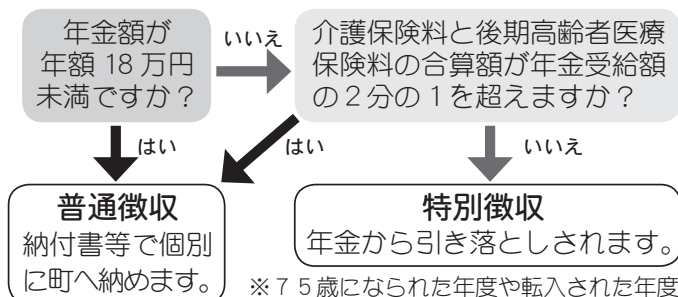 年金額が
年額 18 万円
未満ですか？
いいえ
介護保険料と後期高齢者医療
保険料の合算額が年金受給額
の２分の１を超えますか？
はい
はい
いいえ
普通徴収
納付書等で個別
に町へ納めます。
特別徴収
年金から引き落としされます。
※７５歳になられた年度や転入された年度